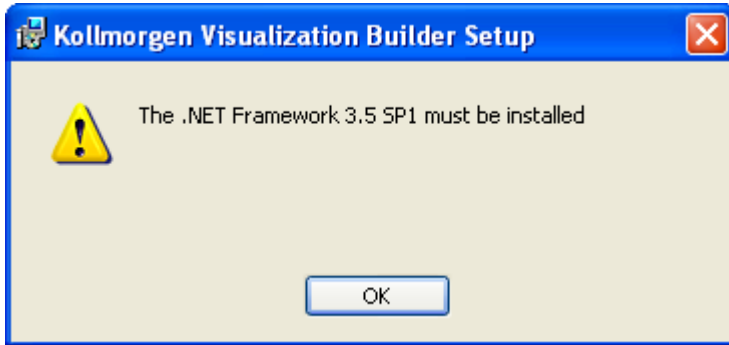 Kollmorgen Visualization Builder Setup
The .NET Framework 3.5 SP1 must be installed
OK